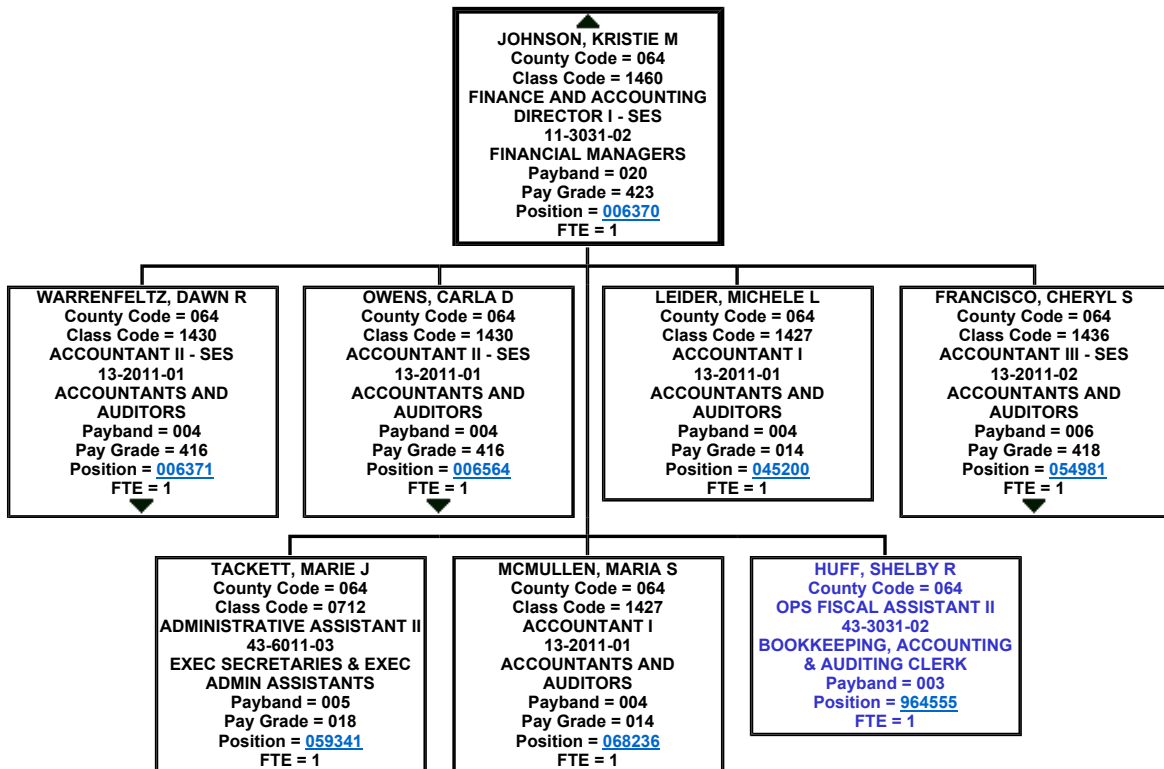 JOHNSON, KRISTIE M
County Code = 064
Class Code = 1460
FINANCE AND ACCOUNTING
DIRECTOR I - SES
11-3031-02
FINANCIAL MANAGERS
Payband = 020
Pay Grade = 423
Position = 006370
FTE = 1
WARRENFELTZ, DAWN R
County Code = 064
Class Code = 1430
ACCOUNTANT II - SES
13-2011-01
ACCOUNTANTS AND
AUDITORS
Payband = 004
Pay Grade = 416
Position = 006371
FTE = 1
OWENS, CARLA D
County Code = 064
Class Code = 1430
ACCOUNTANT II - SES
13-2011-01
ACCOUNTANTS AND
AUDITORS
Payband = 004
Pay Grade = 416
Position = 006564
FTE = 1
LEIDER, MICHELE L
County Code = 064
Class Code = 1427
ACCOUNTANT I
13-2011-01
ACCOUNTANTS AND
AUDITORS
Payband = 004
Pay Grade = 014
Position = 045200
FTE = 1
FRANCISCO, CHERYL S
County Code = 064
Class Code = 1436
ACCOUNTANT III - SES
13-2011-02
ACCOUNTANTS AND
AUDITORS
Payband = 006
Pay Grade = 418
Position = 054981
FTE = 1
TACKETT, MARIE J
County Code = 064
Class Code = 0712
ADMINISTRATIVE ASSISTANT II
43-6011-03
EXEC SECRETARIES & EXEC
ADMIN ASSISTANTS
Payband = 005
Pay Grade = 018
Position = 059341
FTE = 1
MCMULLEN, MARIA S
County Code = 064
Class Code = 1427
ACCOUNTANT I
13-2011-01
ACCOUNTANTS AND
AUDITORS
Payband = 004
Pay Grade = 014
Position = 068236
FTE = 1
HUFF, SHELBY R
County Code = 064
OPS FISCAL ASSISTANT II
43-3031-02
BOOKKEEPING, ACCOUNTING
& AUDITING CLERK
Payband = 003
Position = 964555
FTE = 1